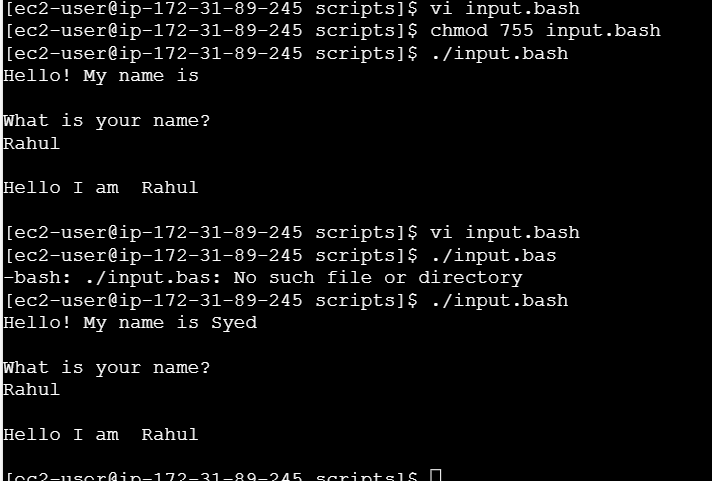 [ec2-user@ip-172-31-89-245 scripts]$ vi input.bash
[ec2-user@ip-172-31-89-245 scripts]$ chmod 755 input.bash
[ec2-user@ip-172-31-89-245 scripts]$ ./input.bash
Hello! My name is
What is your name?
Rahul
Hello I am  Rahul
[ec2-user@ip-172-31-89-245 scripts]$ vi input.bash
[ec2-user@ip-172-31-89-245 scripts]$ ./input.bas
-bash: ./input.bas: No such file or directory
[ec2-user@ip-172-31-89-245 scripts]$ ./input.bash
Hello! My name is Syed
What is your name?
Rahul
Hello I am  Rahul
[ec2-user@ip-172-31-89-245 scripts]$